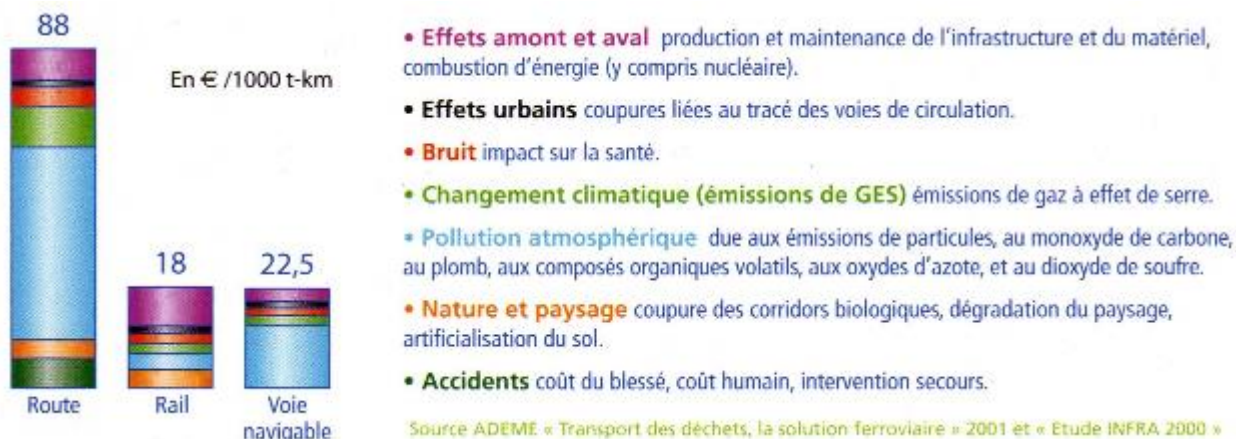 88
En € /1000 t-km
18
22,5
Route
Rail
Voie
navigable
• Effets amont et aval production et maintenance de l'infrastructure et du matériel,
combustion d'énergie (y compris nucléaire).
• Effets urbains coupures liées au tracé des voies de circulation.
• Bruit impact sur la santé.
• Changement climatique (émissions de GES) émissions de gaz à effet de serre.
• Pollution atmosphérique due aux émissions de particules, au monoxyde de carbone,
au plomb, aux composés organiques volatils, aux oxydes d'azote, et au dioxyde de soufre.
• Nature et paysage coupure des corridors biologiques, dégradation du paysage,
artificialisation du sol.
• Accidents coût du blessé, coût humain, intervention secours.
Source ADEME « Transport des déchets, la solution ferroviaire » 2001 et « Etude INFRA 2000 »